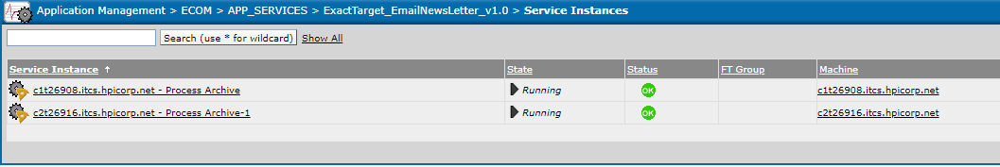 Application Management > ECOM > APP_SERVICES > ExactTarget_EmailNewsLetter_v1.0 > Service Instances
Search (use * for wildcard) Show All
Service Instance ↑ State Status FT Group Machine
c1t26908.itcs.hpicorp.net - Process Archive Running OK c1t26908.itcs.hpicorp.net
c2t26916.itcs.hpicorp.net - Process Archive-1 Running OK c2t26916.itcs.hpicorp.net